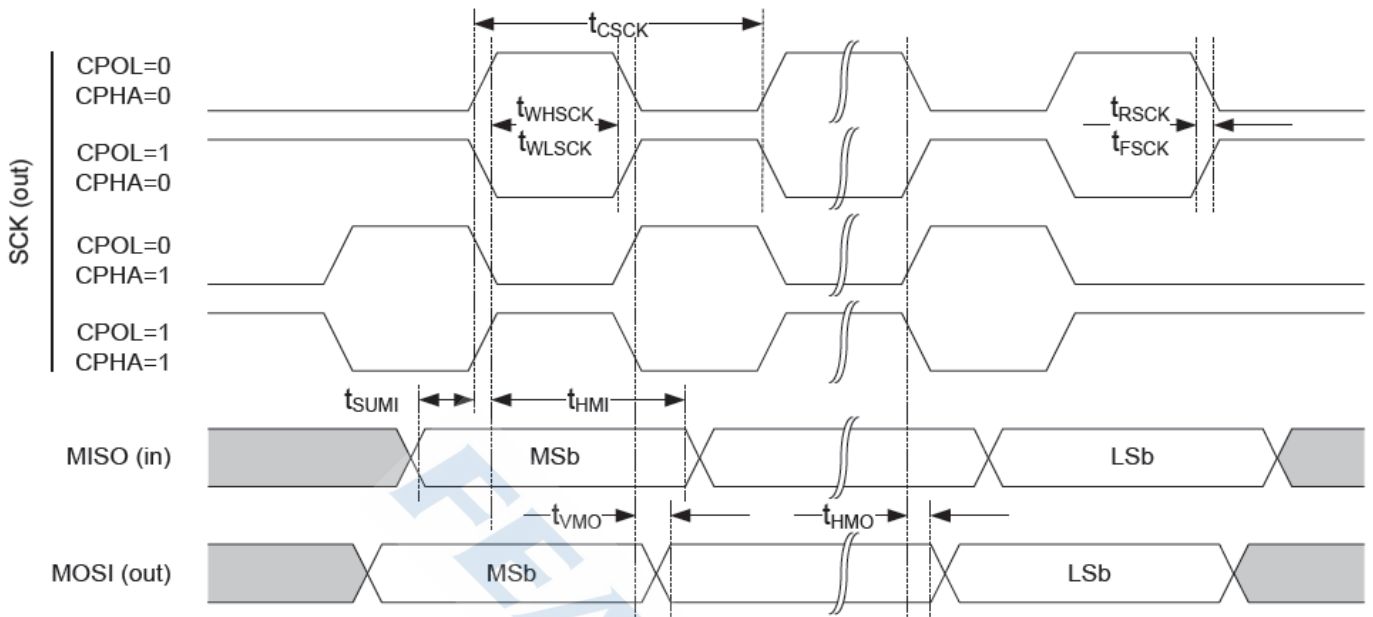 tCSCK
CPOL=0
CPHA=0
tWHSCK
tRSCK
tWLSCK
tFSCK
CPOL=1
CPHA=0
SCK (out)
CPOL=0
CPHA=1
CPOL=1
CPHA=1
tSUMI
tHMI
MISO (in)
MSb
LSb
tVMO
tHMO
MOSI (out)
MSb
LSb